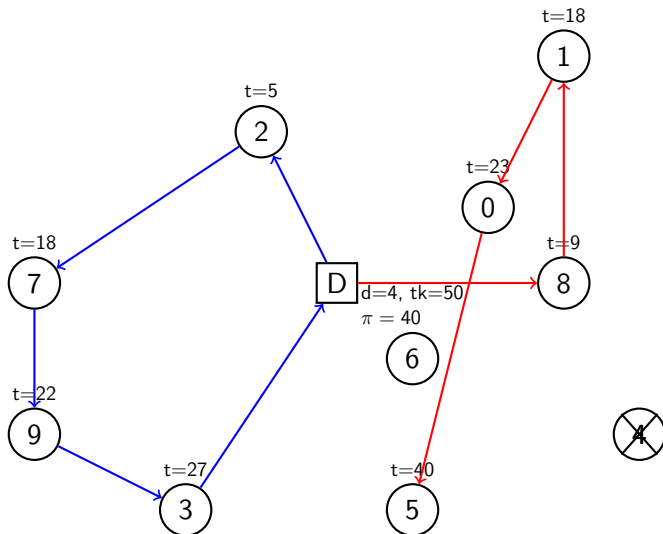 t=18
1
t=5
2
t=23
0
t=18
7
t=9
8
D
d=4, tk=50
π = 40
6
t=22
9
4
t=27
3
t=40
5